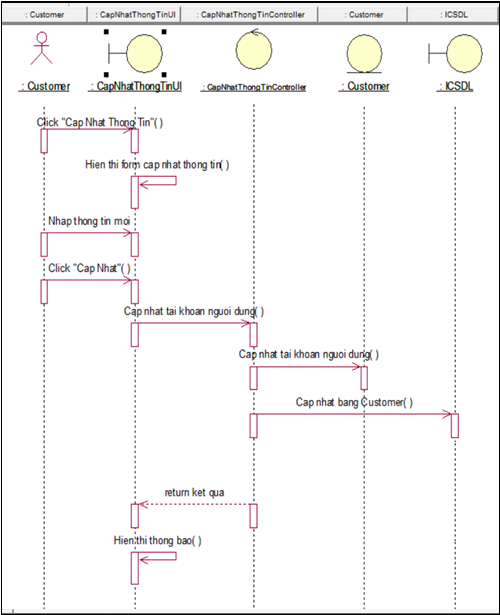 : Customer
: CapNhatThongTinUI
: CapNhatThongTinController
: Customer
: ICSDL
: Customer
: CapNhatThongTinUI
: CapNhatThongTinController
: Customer
: ICSDL
Click "Cap Nhat Thong Tin"( )
Hien thi form cap nhat thong tin( )
Nhap thong tin moi
Click "Cap Nhat"( )
Cap nhat tai khoan nguoi dung( )
Cap nhat tai khoan nguoi dung( )
Cap nhat bang Customer( )
return ket qua
Hien thi thong bao( )